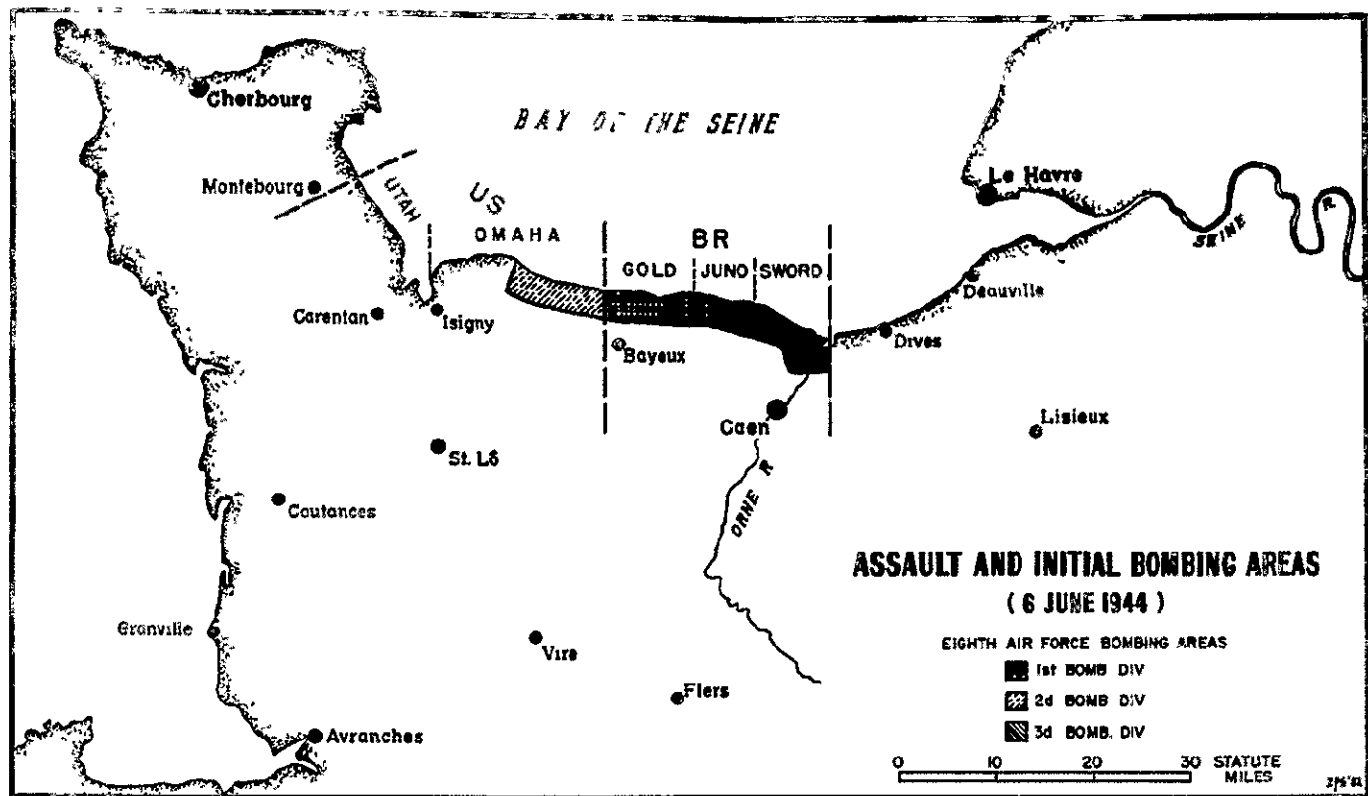 Cherbourg
BAY OF THE SEINE
Le Havre
Montebourg
UTAH
US
OMAHA
BR
SEINE
R.
GOLD
JUNO
SWORD
Deauville
Carentan
Isigny
Dives
Bayeux
Caen
Lisieux
St. Lô
ORNE R
Coutances
ASSAULT AND INITIAL BOMBING AREAS
( 6 JUNE 1944 )
Granville
Vire
EIGHTH AIR FORCE BOMBING AREAS
1st BOMB DIV
Flers
2d BOMB DIV
3d BOMB. DIV
Avranches
0 10 20 30 STATUTE
MILES